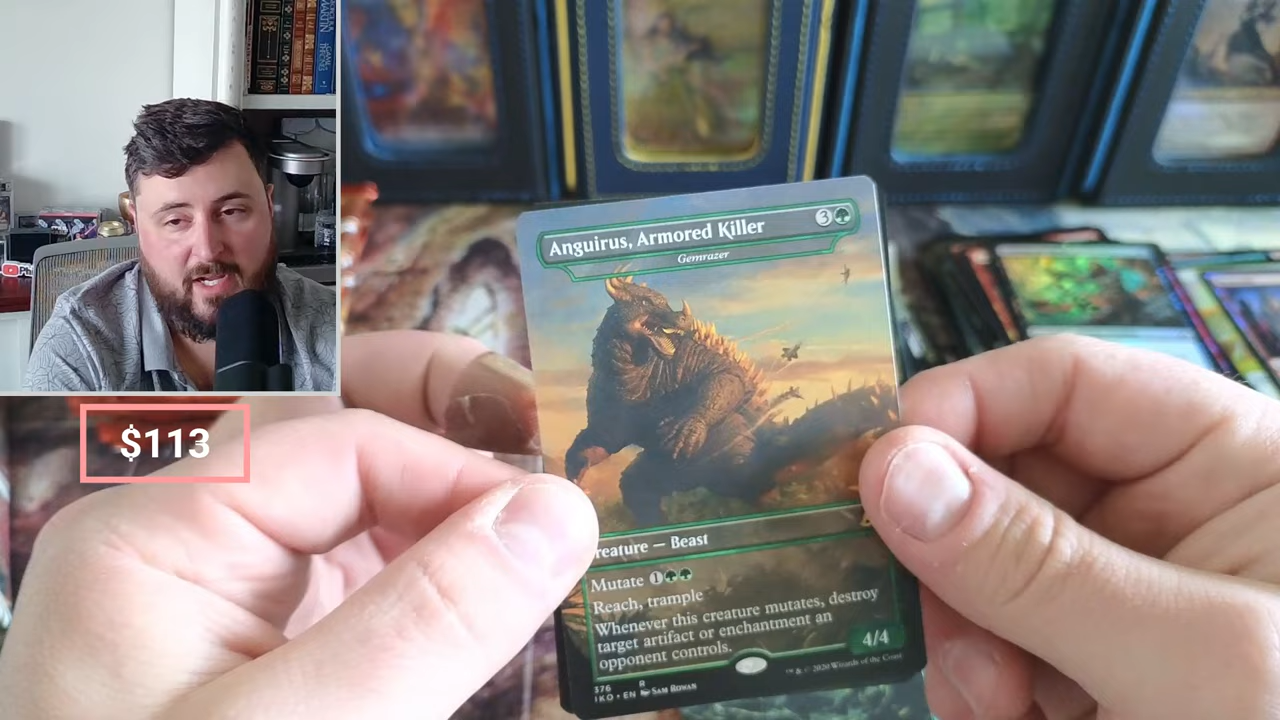 $113
Anguirus, Armored Killer 3
Gemrazer
reature — Beast
Mutate 1
Reach, trample
Whenever this creature mutates, destroy
target artifact or enchantment an
opponent controls.
4/4
376 R
IKO • EN Sam Rowan
™ & © 2020 Wizards of the Coast